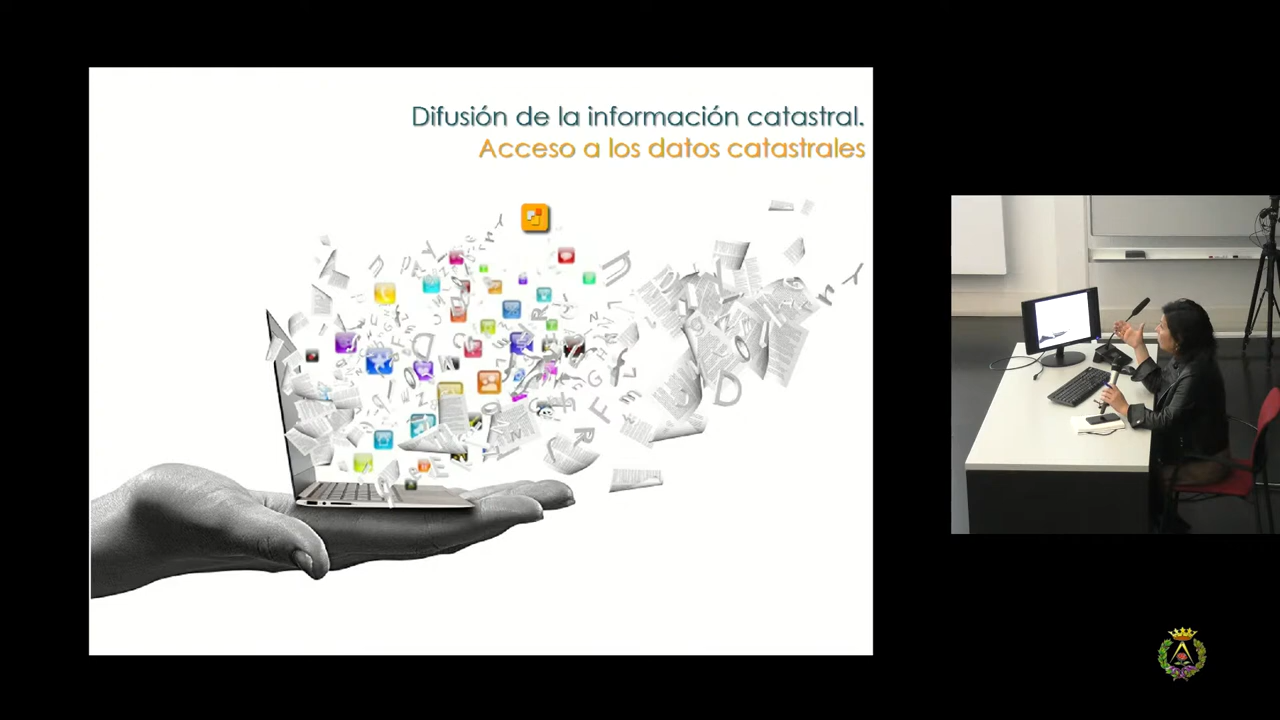 Difusión de la información catastral.
Acceso a los datos catastrales